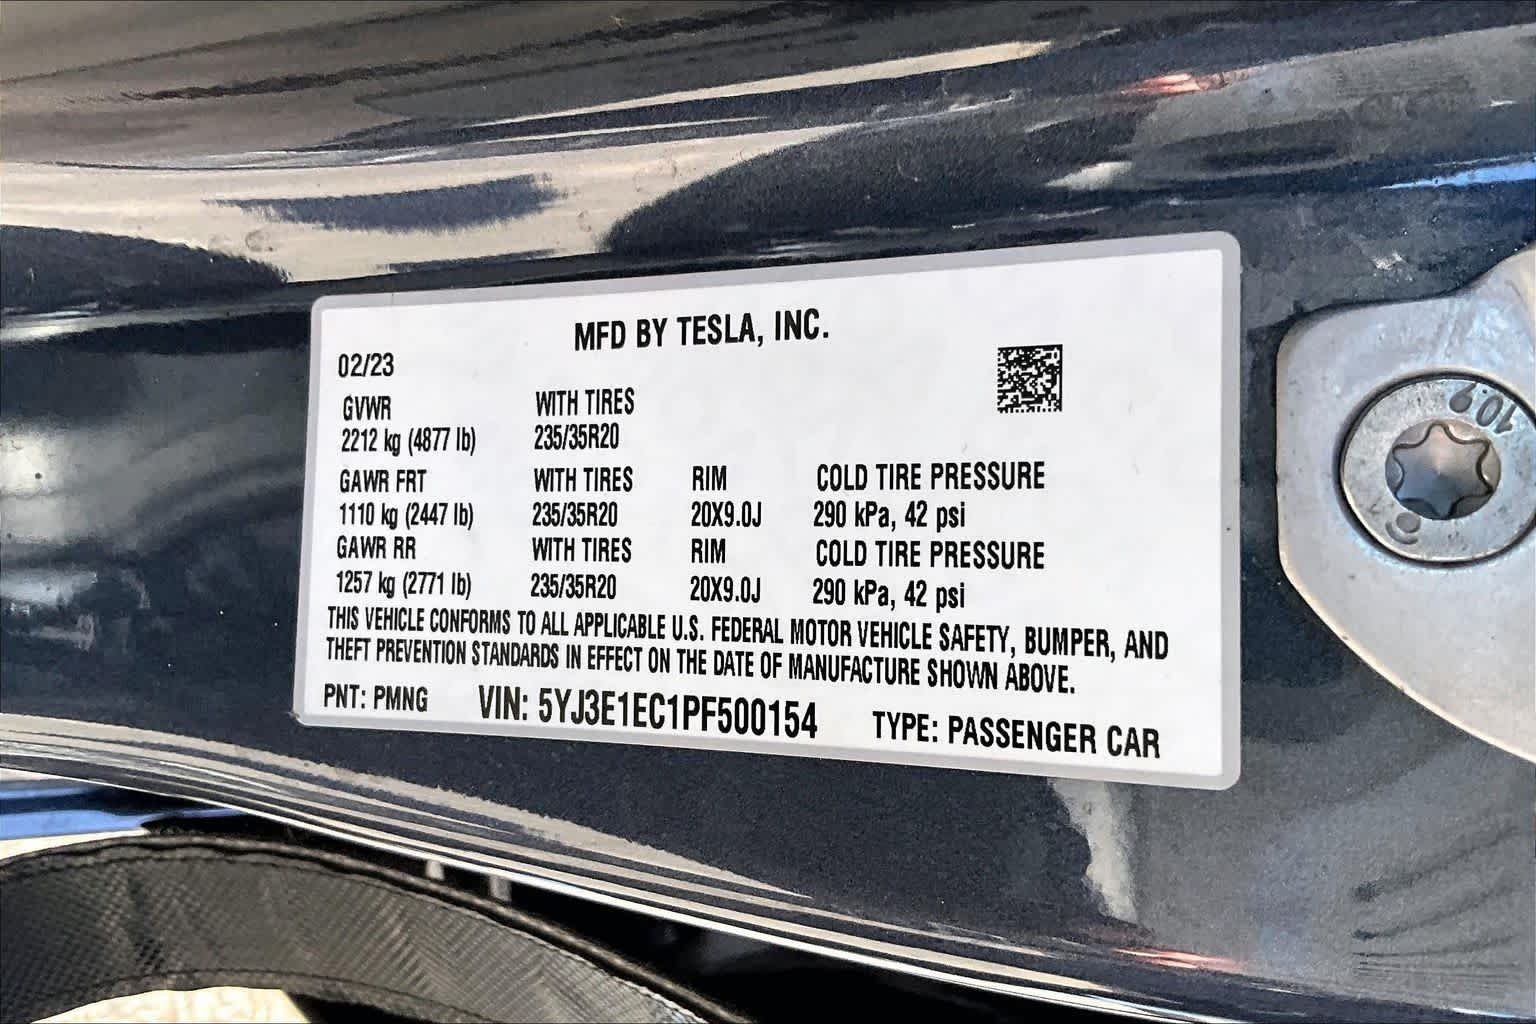 MFD BY TESLA, INC.
02/23
GVWR WITH TIRES
2212 kg (4877 lb) 235/35R20
GAWR FRT WITH TIRES RIM COLD TIRE PRESSURE
1110 kg (2447 lb) 235/35R20 20X9.0J 290 kPa, 42 psi
GAWR RR WITH TIRES RIM COLD TIRE PRESSURE
1257 kg (2771 lb) 235/35R20 20X9.0J 290 kPa, 42 psi
THIS VEHICLE CONFORMS TO ALL APPLICABLE U.S. FEDERAL MOTOR VEHICLE SAFETY, BUMPER, AND
THEFT PREVENTION STANDARDS IN EFFECT ON THE DATE OF MANUFACTURE SHOWN ABOVE.
PNT: PMNG VIN: 5YJ3E1EC1PF500154 TYPE: PASSENGER CAR